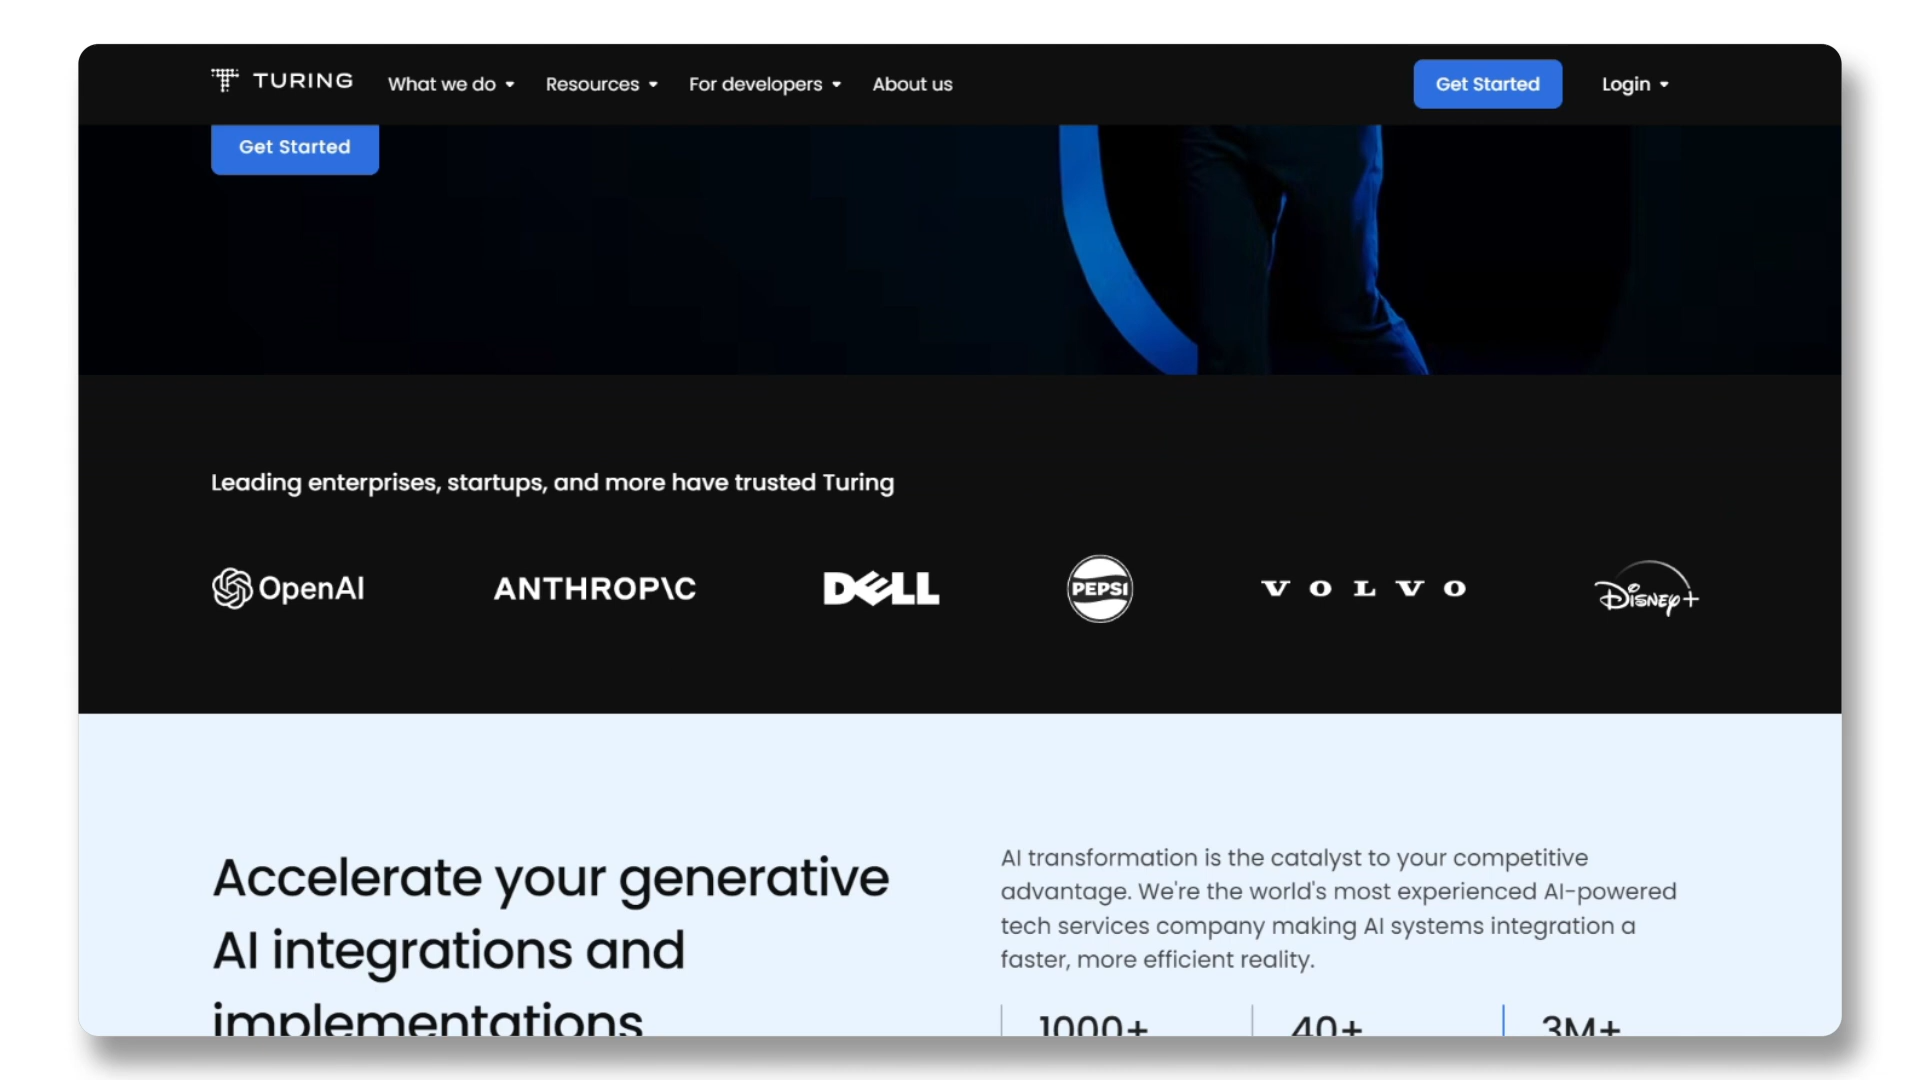 TURING What we do Resources For developers About us Get Started Login
Get Started
Leading enterprises, startups, and more have trusted Turing
OpenAI ANTHROP\C DELL PEPSI VOLVO Disney+
Accelerate your generative
AI integrations and
implementations
AI transformation is the catalyst to your competitive
advantage. We're the world's most experienced AI-powered
tech services company making AI systems integration a
faster, more efficient reality.
1000+ 40+ 3M+